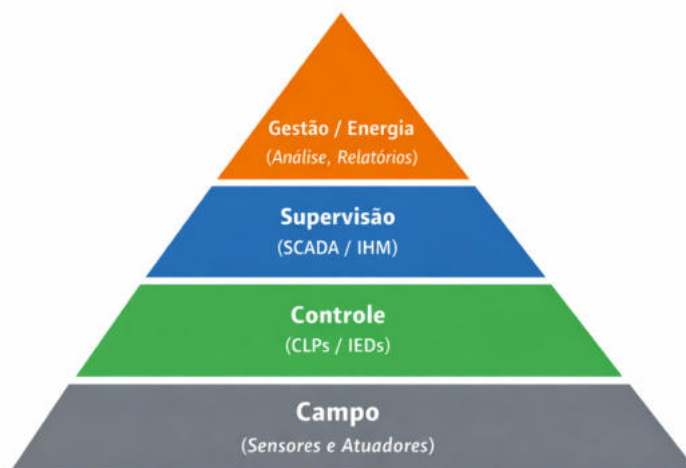 Gestão / Energia
(Análise, Relatórios)
Supervisão
(SCADA / IHM)
Controle
(CLPs / IEDs)
Campo
(Sensores e Atuadores)